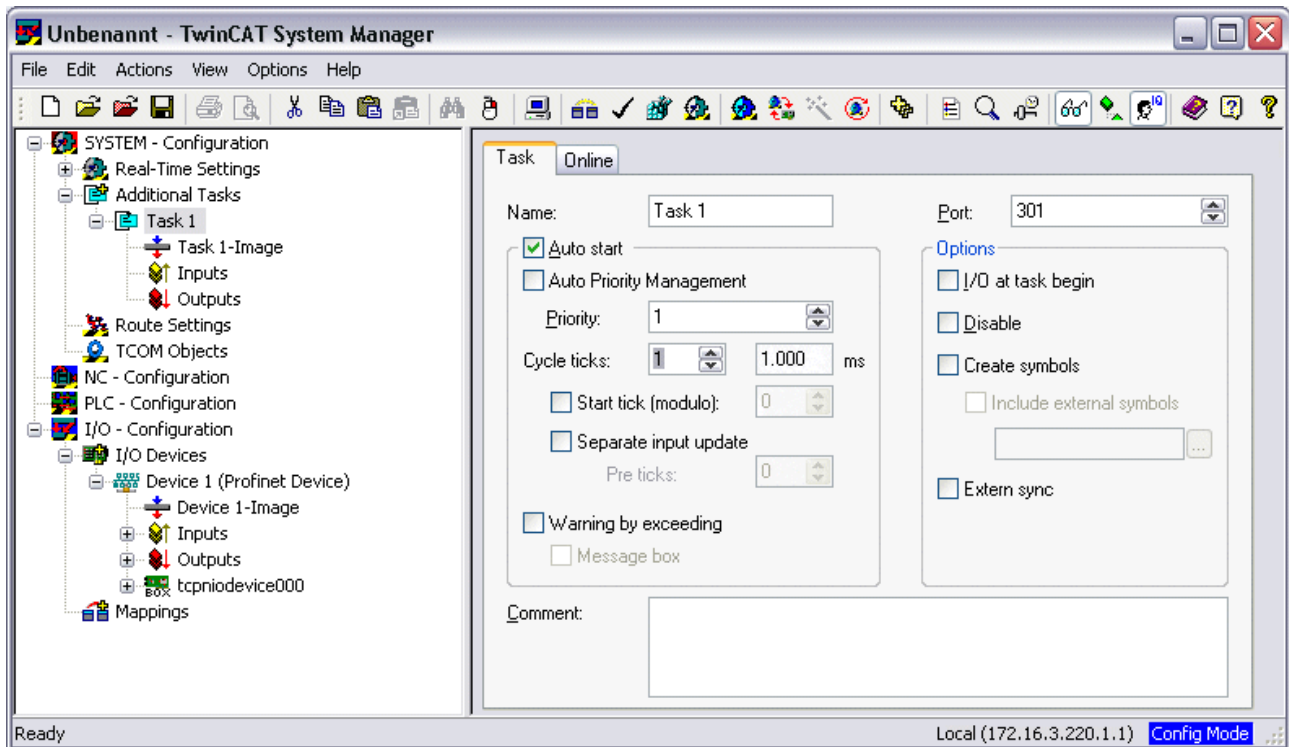 Unbenannt - TwinCAT System Manager
File Edit Actions View Options Help
SYSTEM - Configuration
Real-Time Settings
Additional Tasks
Task 1
Task 1-Image
Inputs
Outputs
Route Settings
TCOM Objects
NC - Configuration
PLC - Configuration
I/O - Configuration
I/O Devices
Device 1 (Profinet Device)
Device 1-Image
Inputs
Outputs
BOX tcpniodevice000
Mappings
Task Online
Name: Task 1
Auto start
Auto Priority Management
Priority: 1
Cycle ticks: 1 1.000 ms
Start tick (modulo): 0
Separate input update
Pre ticks: 0
Warning by exceeding
Message box
Port: 301
Options
I/O at task begin
Disable
Create symbols
Include external symbols
...
Extern sync
Comment:
Ready Local (172.16.3.220.1.1) Config Mode